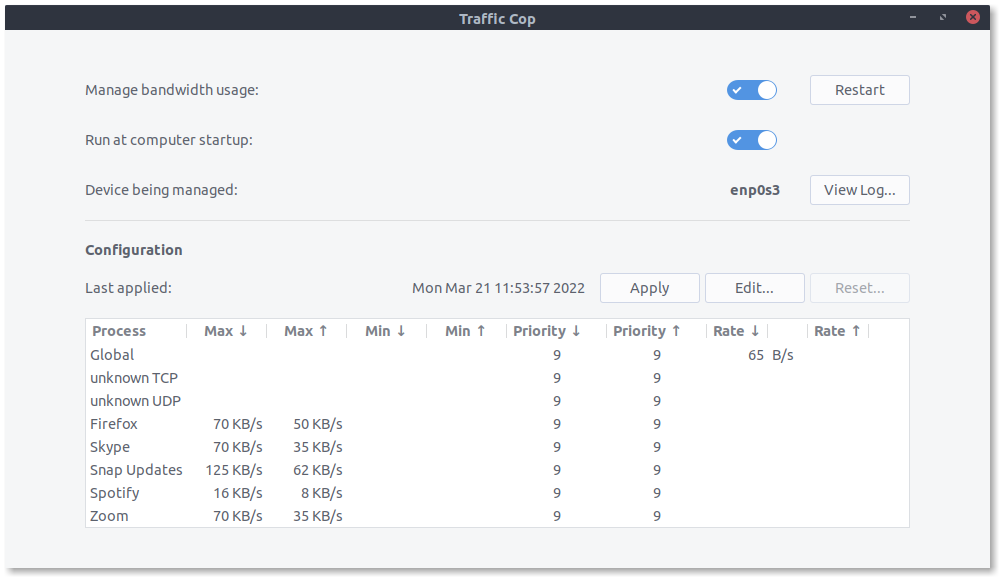 Traffic Cop
Manage bandwidth usage: Restart
Run at computer startup:
Device being managed: enp0s3 View Log...
Configuration
Last applied: Mon Mar 21 11:53:57 2022 Apply Edit... Reset...
Process Max ↓ Max ↑ Min ↓ Min ↑ Priority ↓ Priority ↑ Rate ↓ Rate ↑
Global 9 9 65 B/s
unknown TCP 9 9
unknown UDP 9 9
Firefox 70 KB/s 50 KB/s 9 9
Skype 70 KB/s 35 KB/s 9 9
Snap Updates 125 KB/s 62 KB/s 9 9
Spotify 16 KB/s 8 KB/s 9 9
Zoom 70 KB/s 35 KB/s 9 9